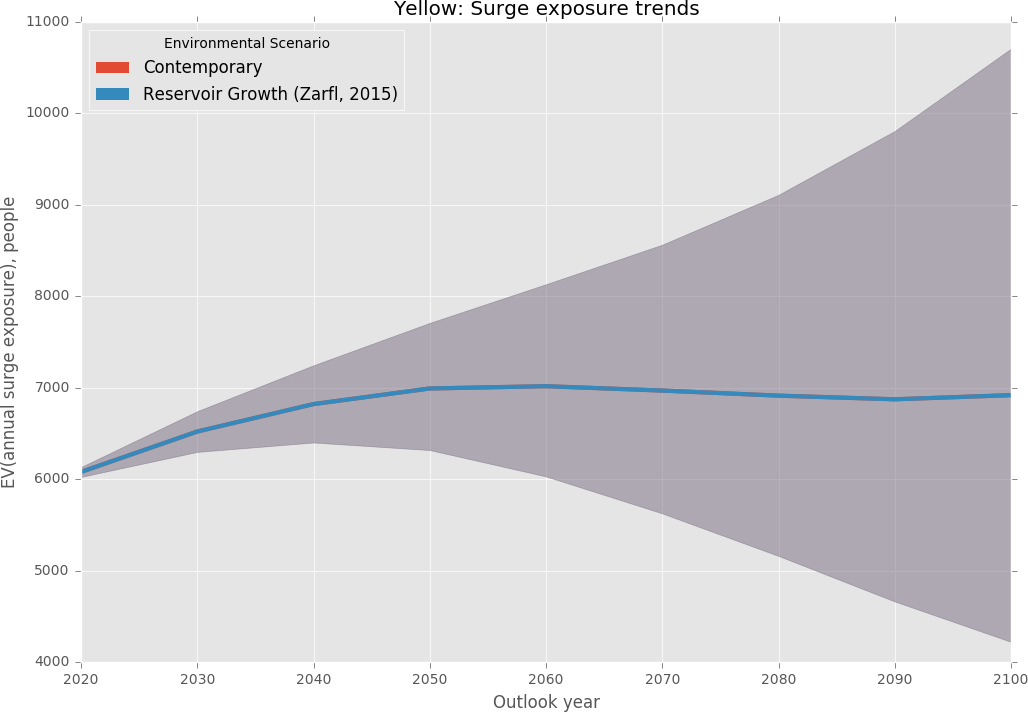 Yellow: Surge exposure trends
11000
10000
9000
8000
7000
6000
5000
4000
EV(annual surge exposure), people
Environmental Scenario
Contemporary
Reservoir Growth (Zarfl, 2015)
2020 2030 2040 2050 2060 2070 2080 2090 2100
Outlook year